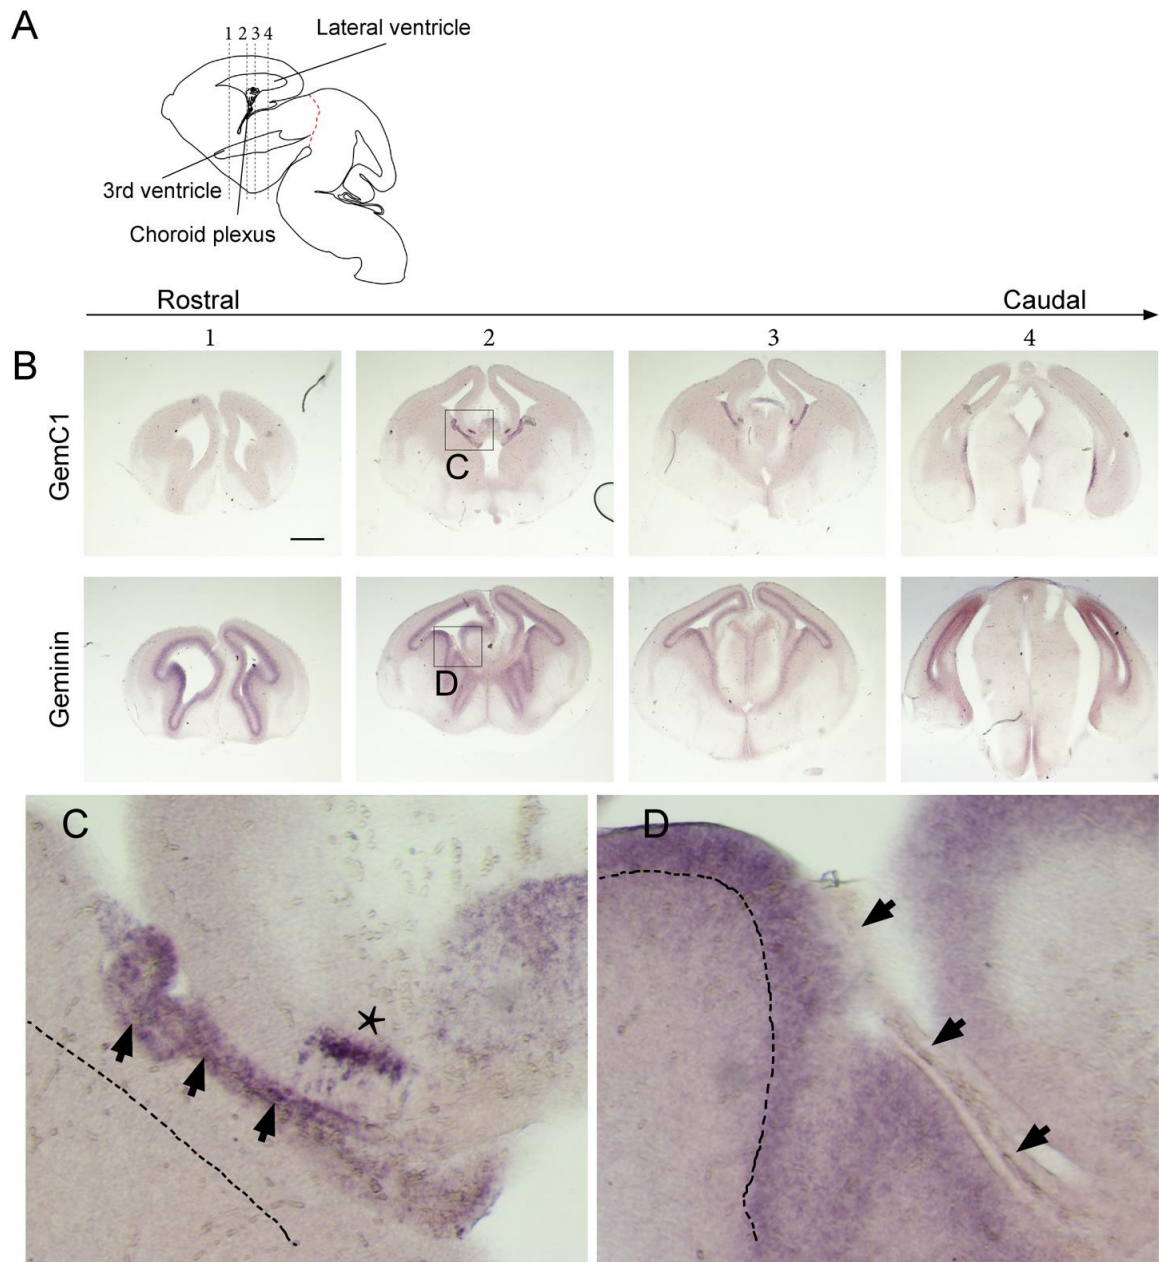 A
1 2 3 4
Lateral ventricle
3rd ventricle
Choroid plexus
Rostral
Caudal
1
2
3
4
B
GemC1
C
Geminin
D
C
D